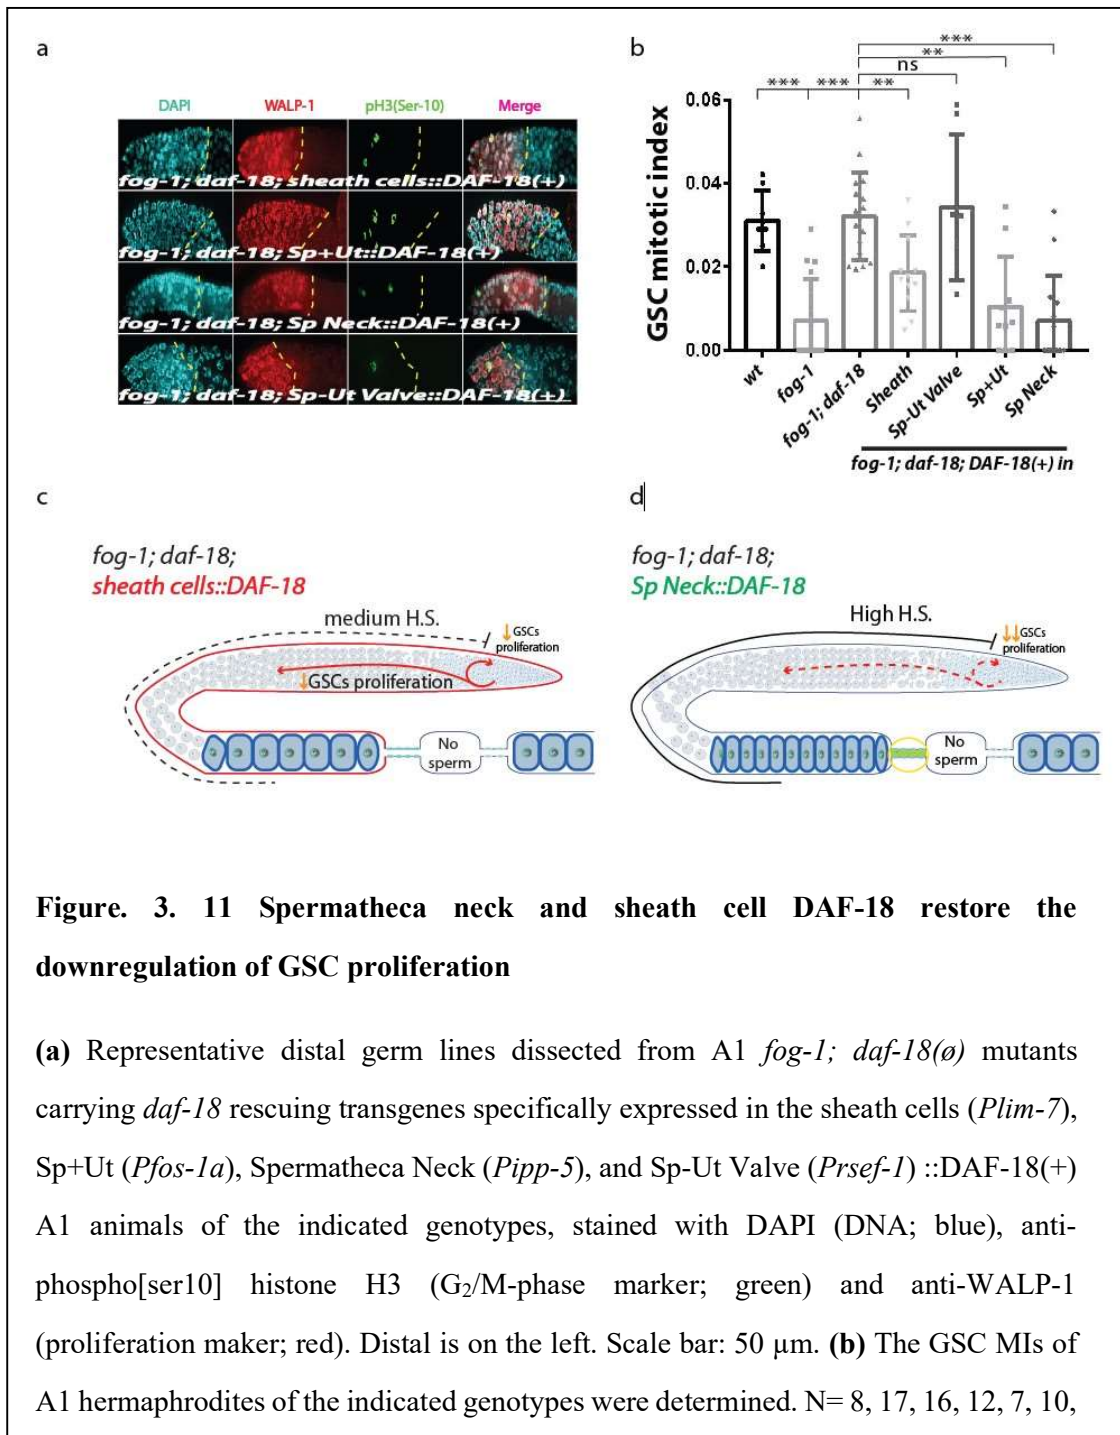 a
DAPI WALP-1 pH3(Ser-10) Merge
fog-1; daf-18; sheath cells::DAF-18(+)
fog-1; daf-18; Sp+Ut::DAF-18(+)
fog-1; daf-18; Sp Neck::DAF-18(+)
fog-1; daf-18; Sp-Ut Valve::DAF-18(+)
b
***
**
ns
*** *** **
GSC mitotic index
0.06
0.04
0.02
0.00
wt
fog-1
fog-1; daf-18
Sheath
Sp-Ut Valve
Sp+Ut
Sp Neck
fog-1; daf-18; DAF-18(+) in
c
fog-1; daf-18;
sheath cells::DAF-18
medium H.S.
↓GSCs
proliferation
↓GSCs proliferation
No
sperm
d
fog-1; daf-18;
Sp Neck::DAF-18
High H.S.
↓↓GSCs
proliferation
No
sperm
Figure. 3. 11 Spermatheca neck and sheath cell DAF-18 restore the
downregulation of GSC proliferation
(a) Representative distal germ lines dissected from A1 fog-1; daf-18(ø) mutants
carrying daf-18 rescuing transgenes specifically expressed in the sheath cells (Plim-7),
Sp+Ut (Pfos-1a), Spermatheca Neck (Pipp-5), and Sp-Ut Valve (Prsef-1) ::DAF-18(+)
A1 animals of the indicated genotypes, stained with DAPI (DNA; blue), anti-
phospho[ser10] histone H3 (G₂/M-phase marker; green) and anti-WALP-1
(proliferation maker; red). Distal is on the left. Scale bar: 50 µm. (b) The GSC MIs of
A1 hermaphrodites of the indicated genotypes were determined. N= 8, 17, 16, 12, 7, 10,